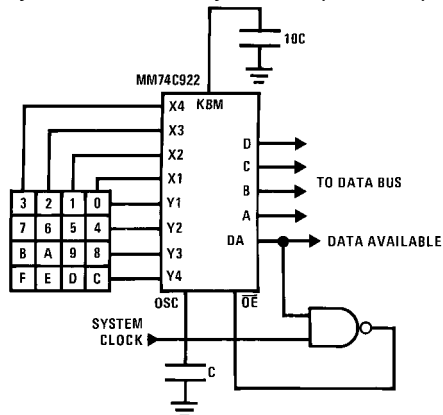 10C
MM74C922
X4 KBM
X3
X2
X1
Y1
Y2
Y3
Y4
D
C
B
A
DA
TO DATA BUS
DATA AVAILABLE
3 2 1 0
7 6 5 4
B A 9 8
F E D C
OSC OE
SYSTEM
CLOCK
C